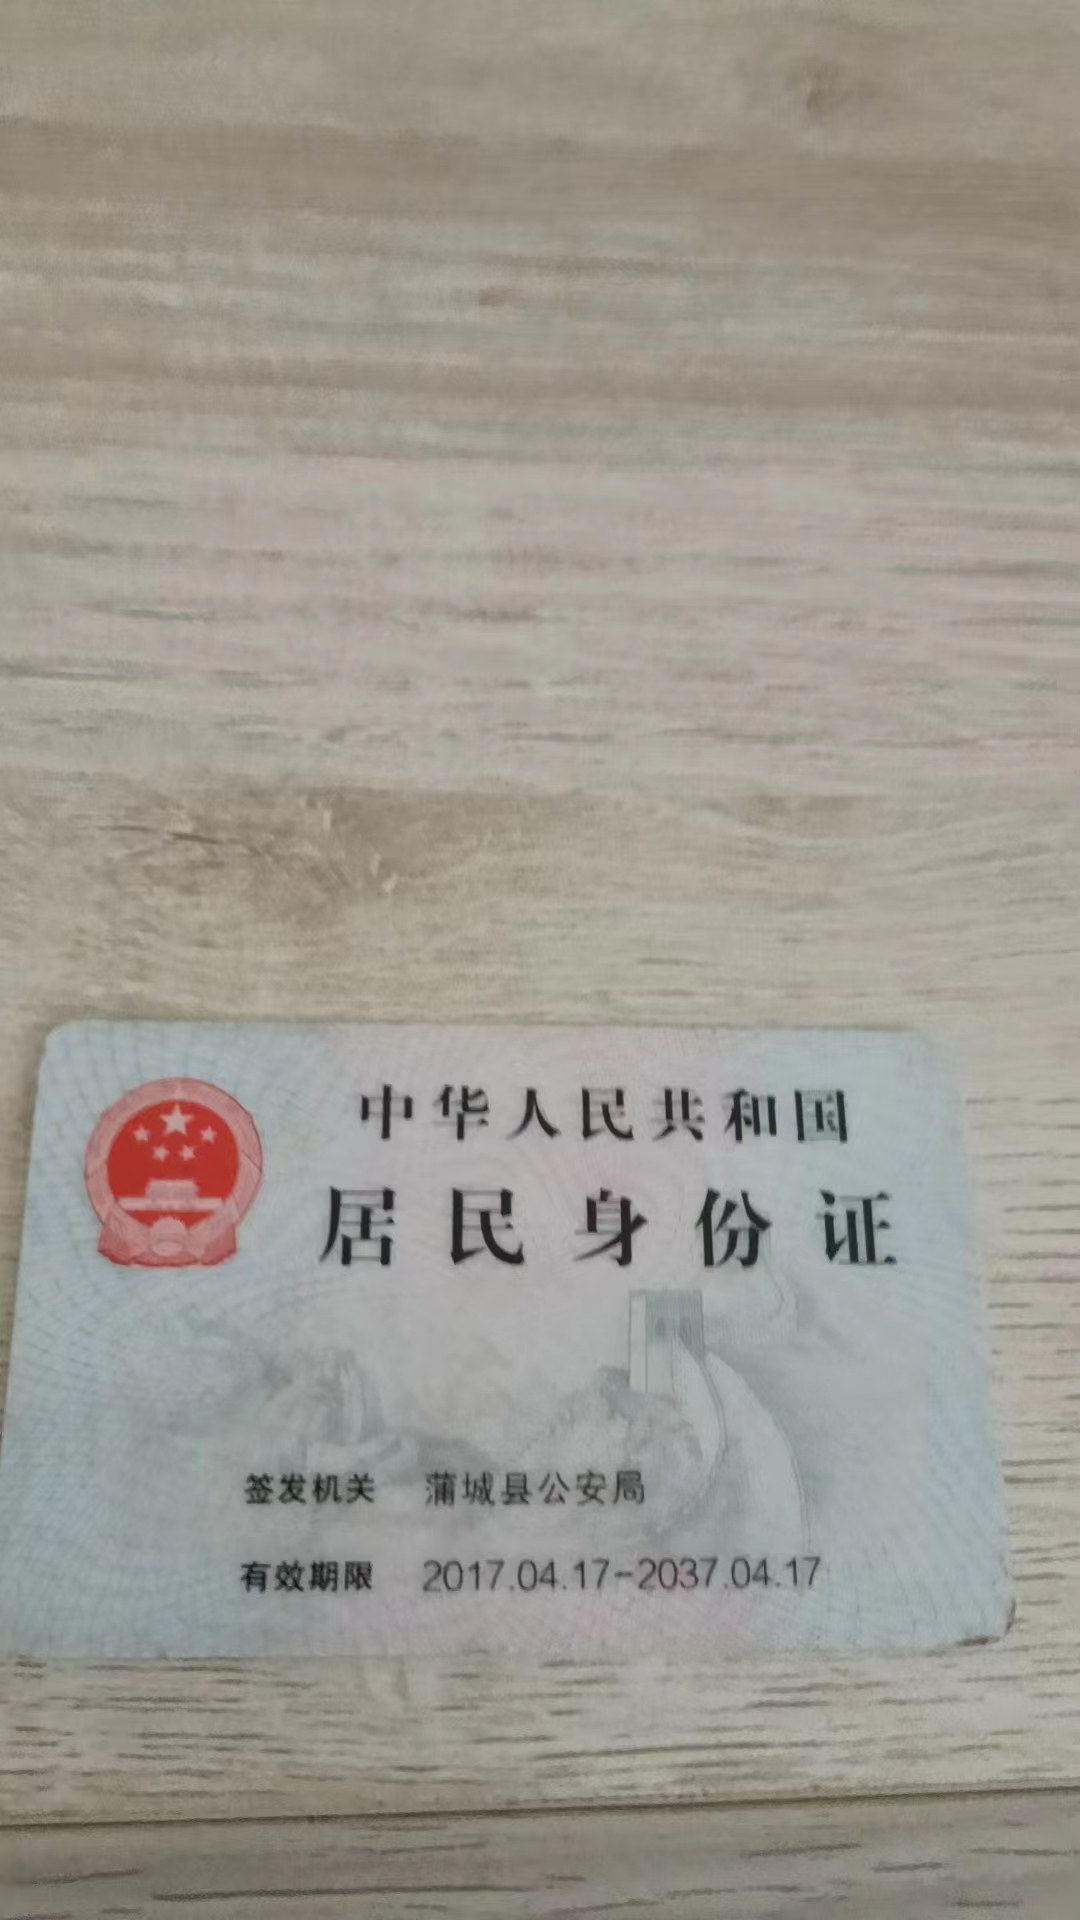 中华人民共和国
居民身份证
签发机关 蒲城县公安局
有效期限 2017.04.17-2037.04.17